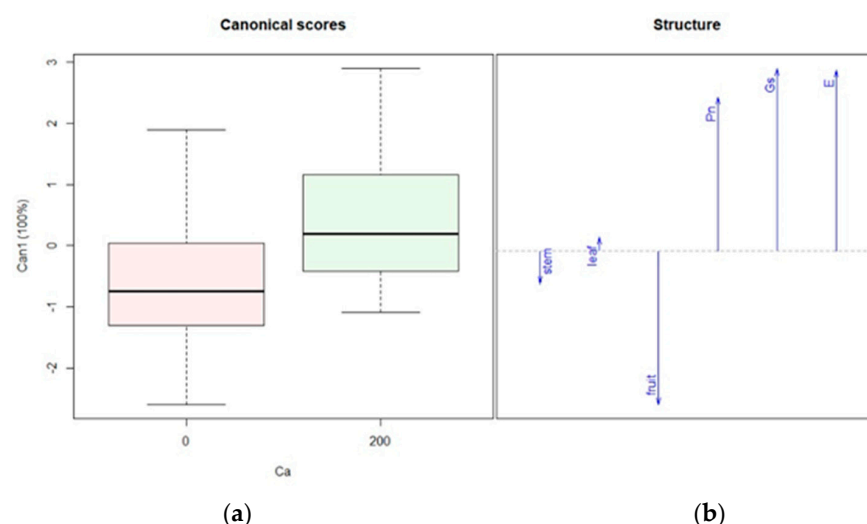 Canonical scores
Structure
3
2
1
0
-1
-2
Can1 (100%)
0
200
Ca
stem
leaf
fruit
Pn
Gs
E
(a)
(b)